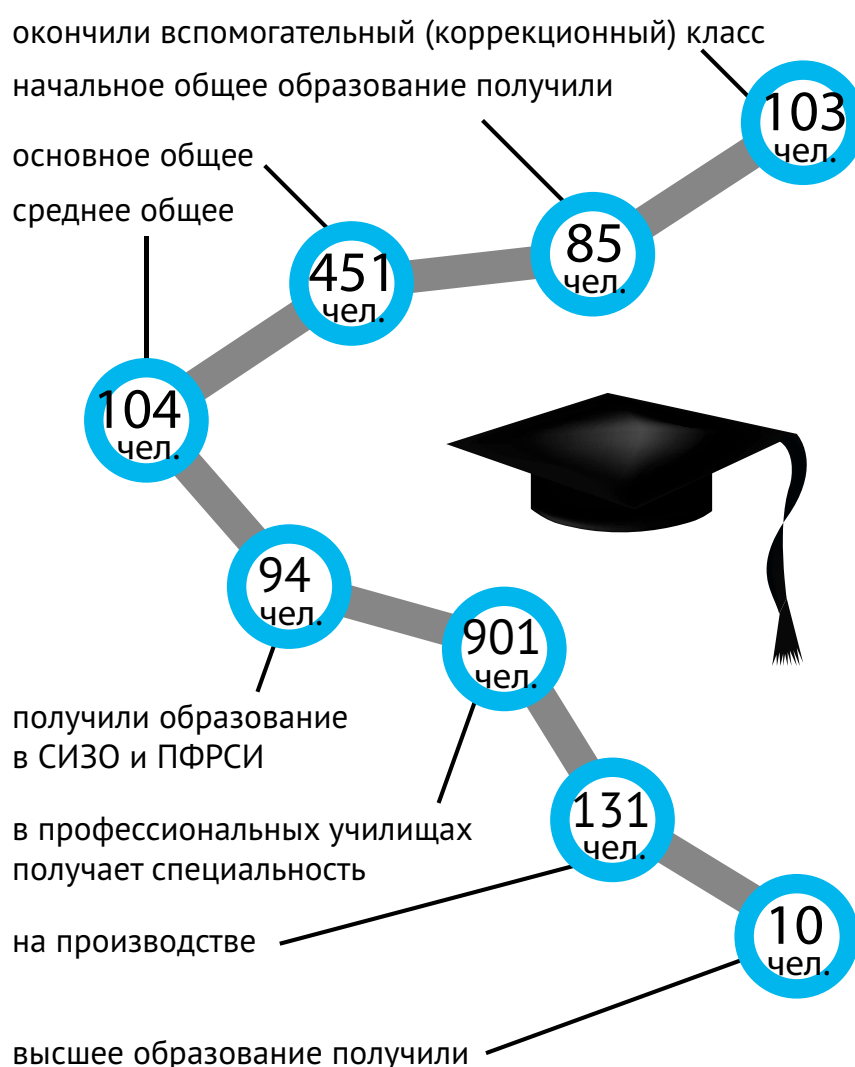 окончили вспомогательный (коррекционный) класс
начальное общее образование получили
103
чел.
основное общее
среднее общее
85
чел.
451
чел.
104
чел.
94
чел.
901
чел.
получили образование
в СИЗО и ПФРСИ
131
чел.
в профессиональных училищах
получает специальность
на производстве
10
чел.
высшее образование получили